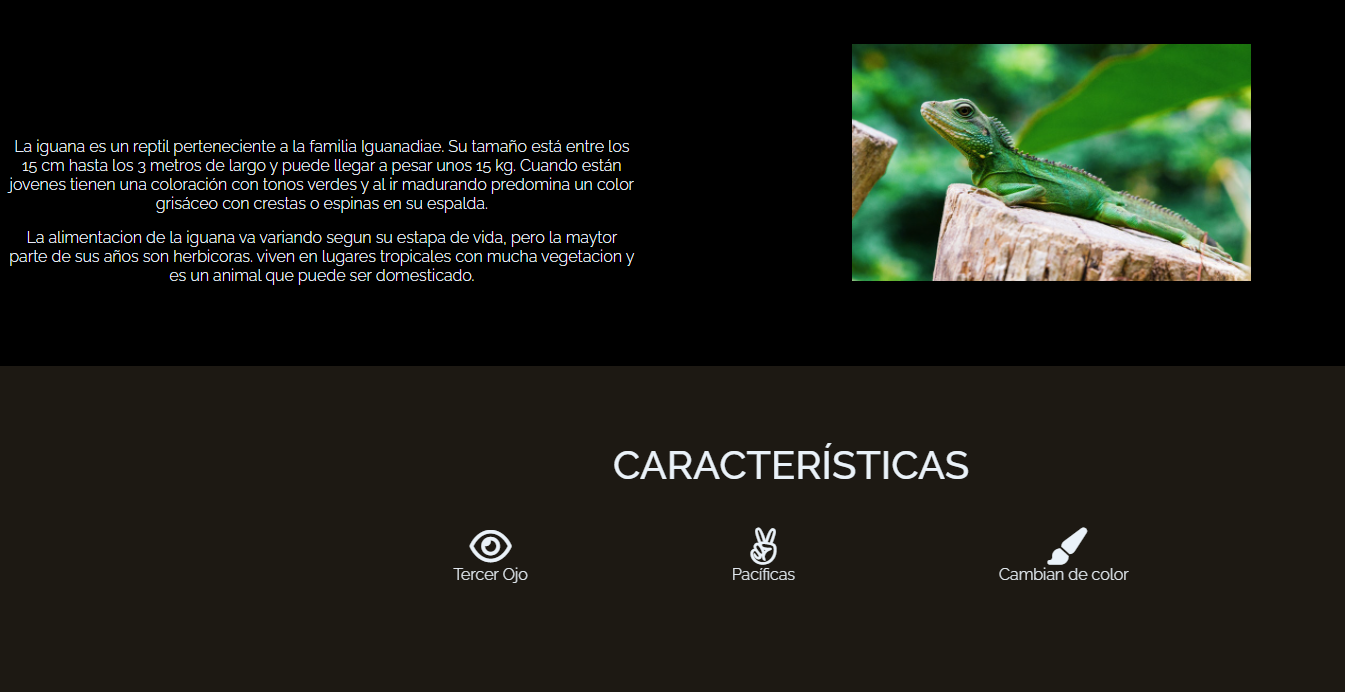 La iguana es un reptil perteneciente a la familia Iguanadiae. Su tamaño está entre los
15 cm hasta los 3 metros de largo y puede llegar a pesar unos 15 kg. Cuando están
jovenes tienen una coloración con tonos verdes y al ir madurando predomina un color
grisáceo con crestas o espinas en su espalda.
La alimentacion de la iguana va variando segun su estapa de vida, pero la maytor
parte de sus años son herbicoras. viven en lugares tropicales con mucha vegetacion y
es un animal que puede ser domesticado.
CARACTERÍSTICAS
Tercer Ojo
Pacíficas
Cambian de color